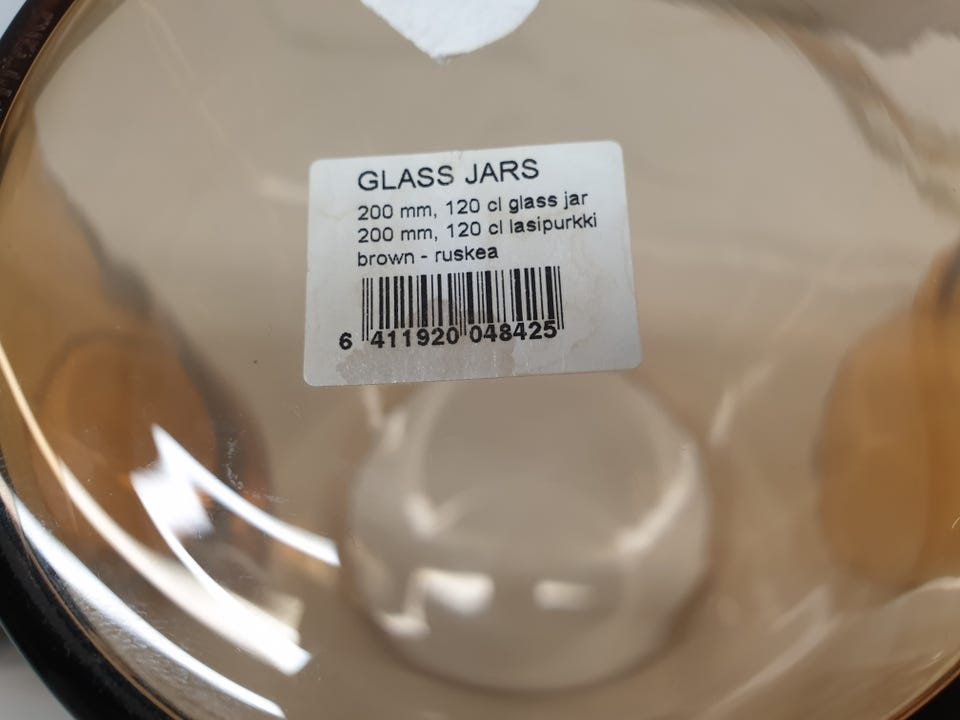 GLASS JARS
200 mm, 120 cl glass jar
200 mm, 120 cl lasipurkki
brown - ruskea
6 411920 048425